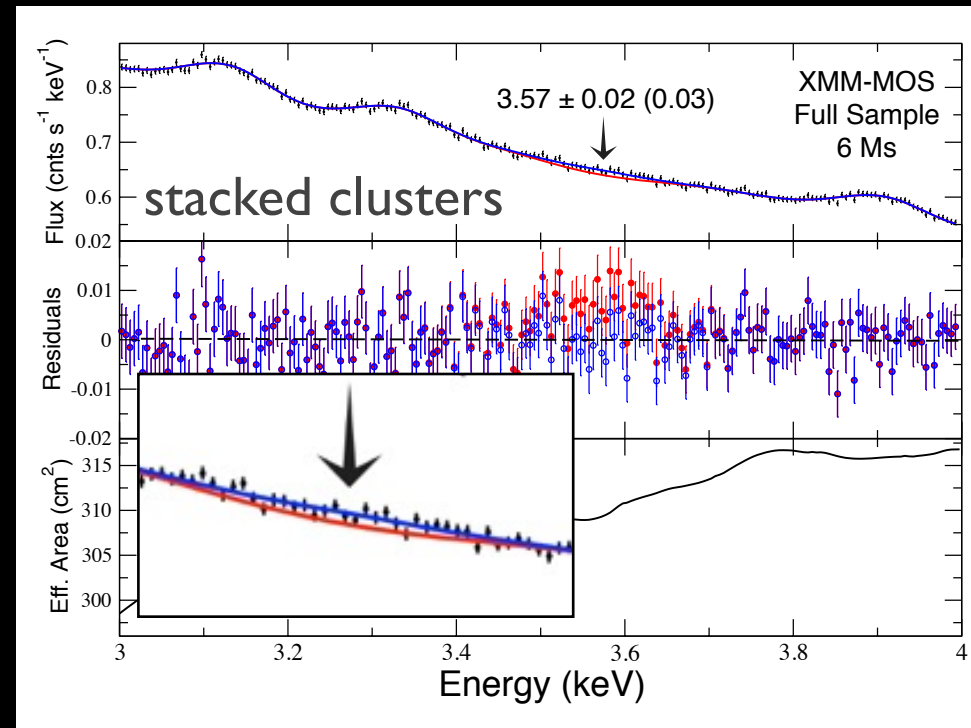 Flux (cnts s⁻¹ keV⁻¹)
0.8
0.7
0.6
3.57 ± 0.02 (0.03)
XMM-MOS
Full Sample
6 Ms
stacked clusters
Residuals
0.02
0.01
0
-0.01
-0.02
Eff. Area (cm²)
315
310
305
300
3 3.2 3.4 3.6 3.8 4
Energy (keV)